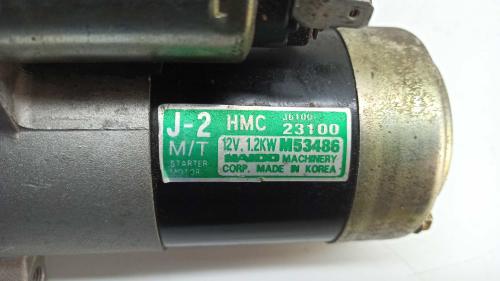 J-2 HMC 36100
M/T 23100
STARTER 12V. 1.2KW M53486
MOTOR MANDO MACHINERY
CORP. MADE IN KOREA